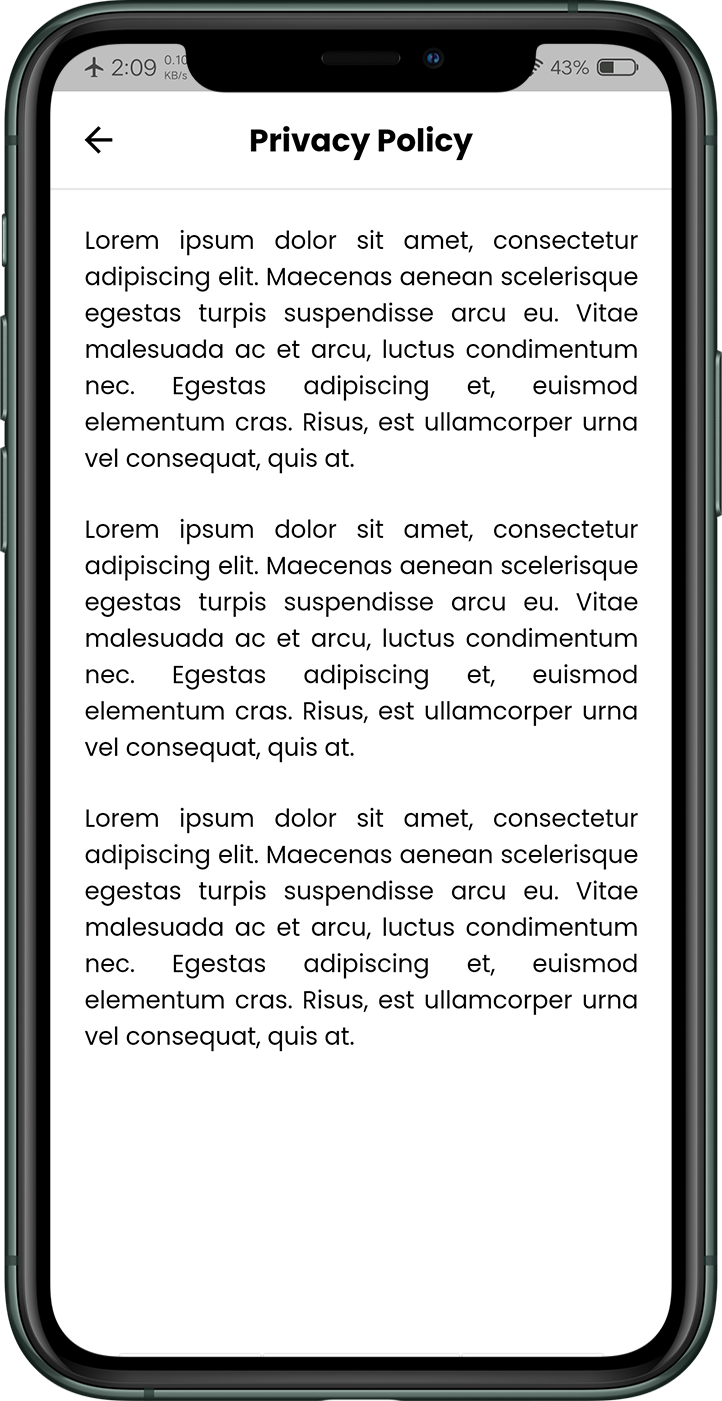 2:09 0.10 KB/s 43%
Privacy Policy
Lorem ipsum dolor sit amet, consectetur
adipiscing elit. Maecenas aenean scelerisque
egestas turpis suspendisse arcu eu. Vitae
malesuada ac et arcu, luctus condimentum
nec. Egestas adipiscing et, euismod
elementum cras. Risus, est ullamcorper urna
vel consequat, quis at.
Lorem ipsum dolor sit amet, consectetur
adipiscing elit. Maecenas aenean scelerisque
egestas turpis suspendisse arcu eu. Vitae
malesuada ac et arcu, luctus condimentum
nec. Egestas adipiscing et, euismod
elementum cras. Risus, est ullamcorper urna
vel consequat, quis at.
Lorem ipsum dolor sit amet, consectetur
adipiscing elit. Maecenas aenean scelerisque
egestas turpis suspendisse arcu eu. Vitae
malesuada ac et arcu, luctus condimentum
nec. Egestas adipiscing et, euismod
elementum cras. Risus, est ullamcorper urna
vel consequat, quis at.